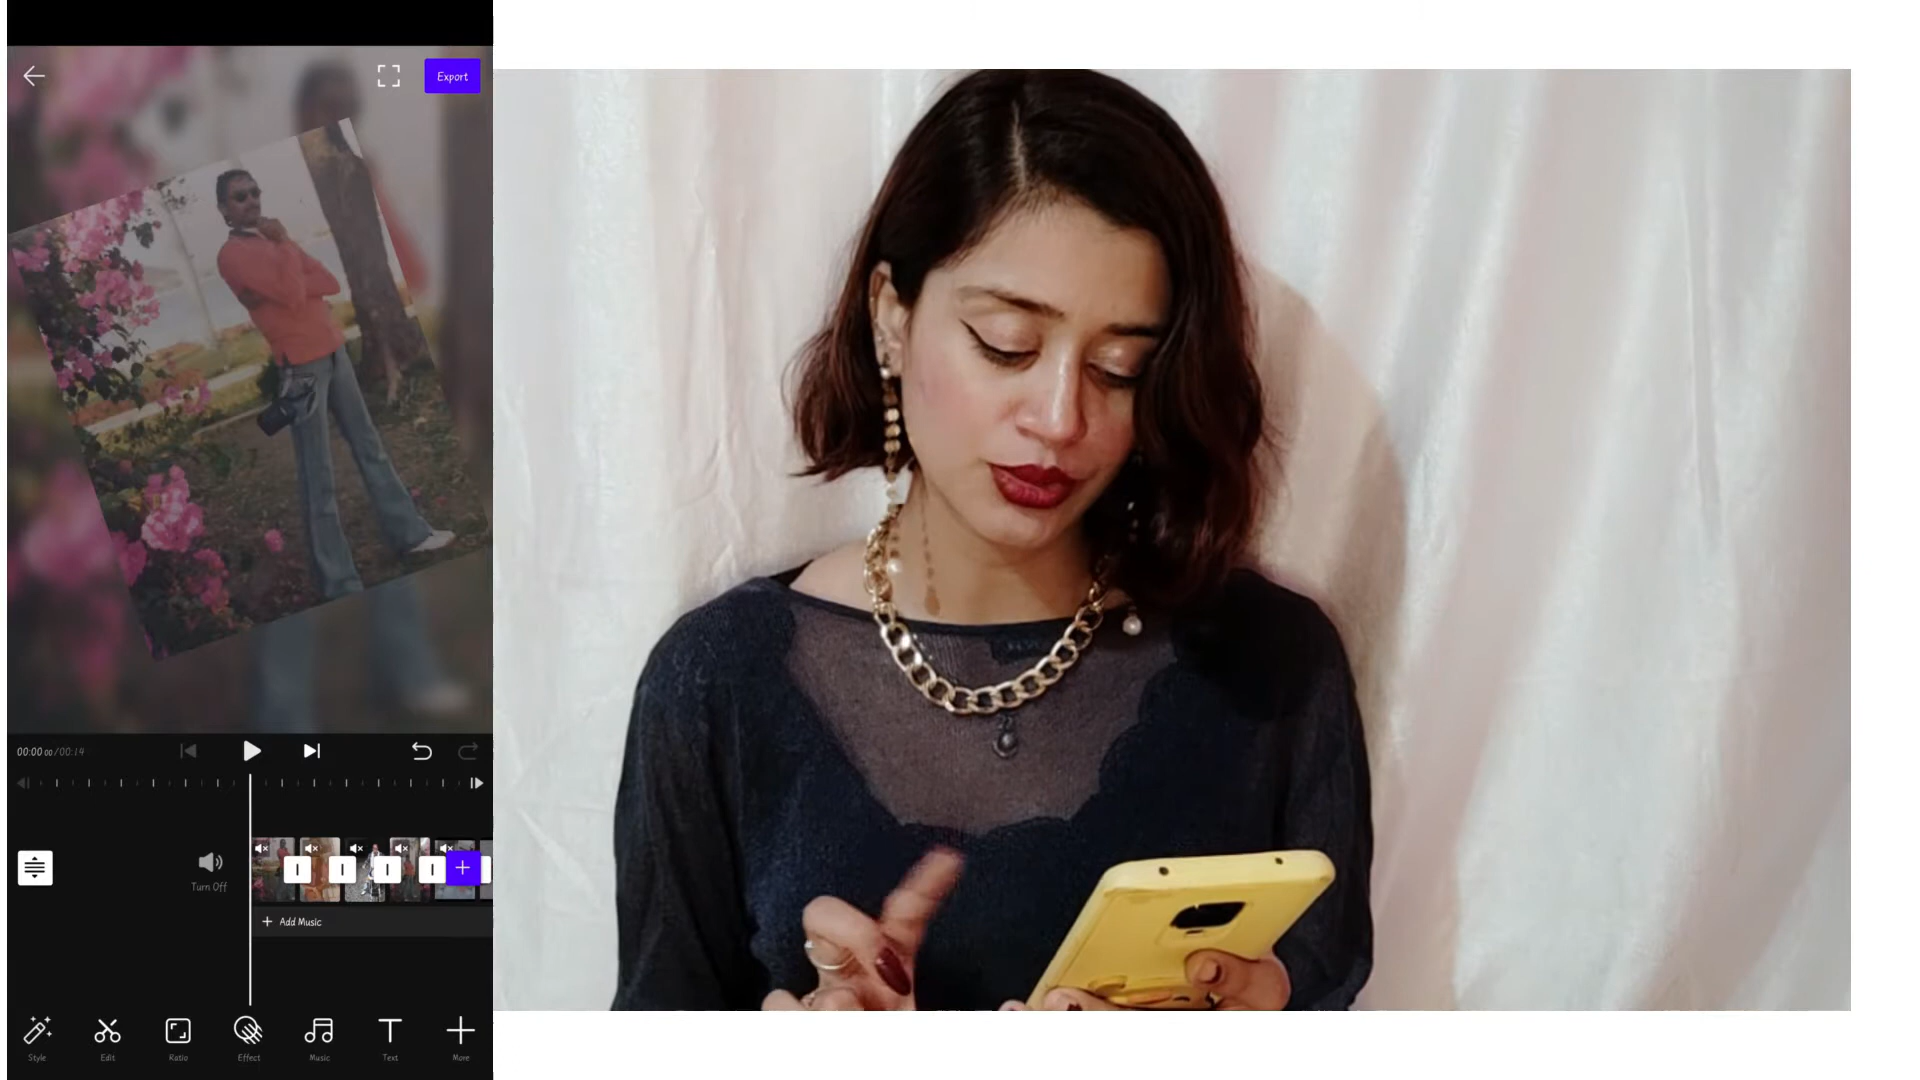 Export
00:00 00/00:14
Turn Off
+ Add Music
Style
Edit
Ratio
Effect
Music
Text
More